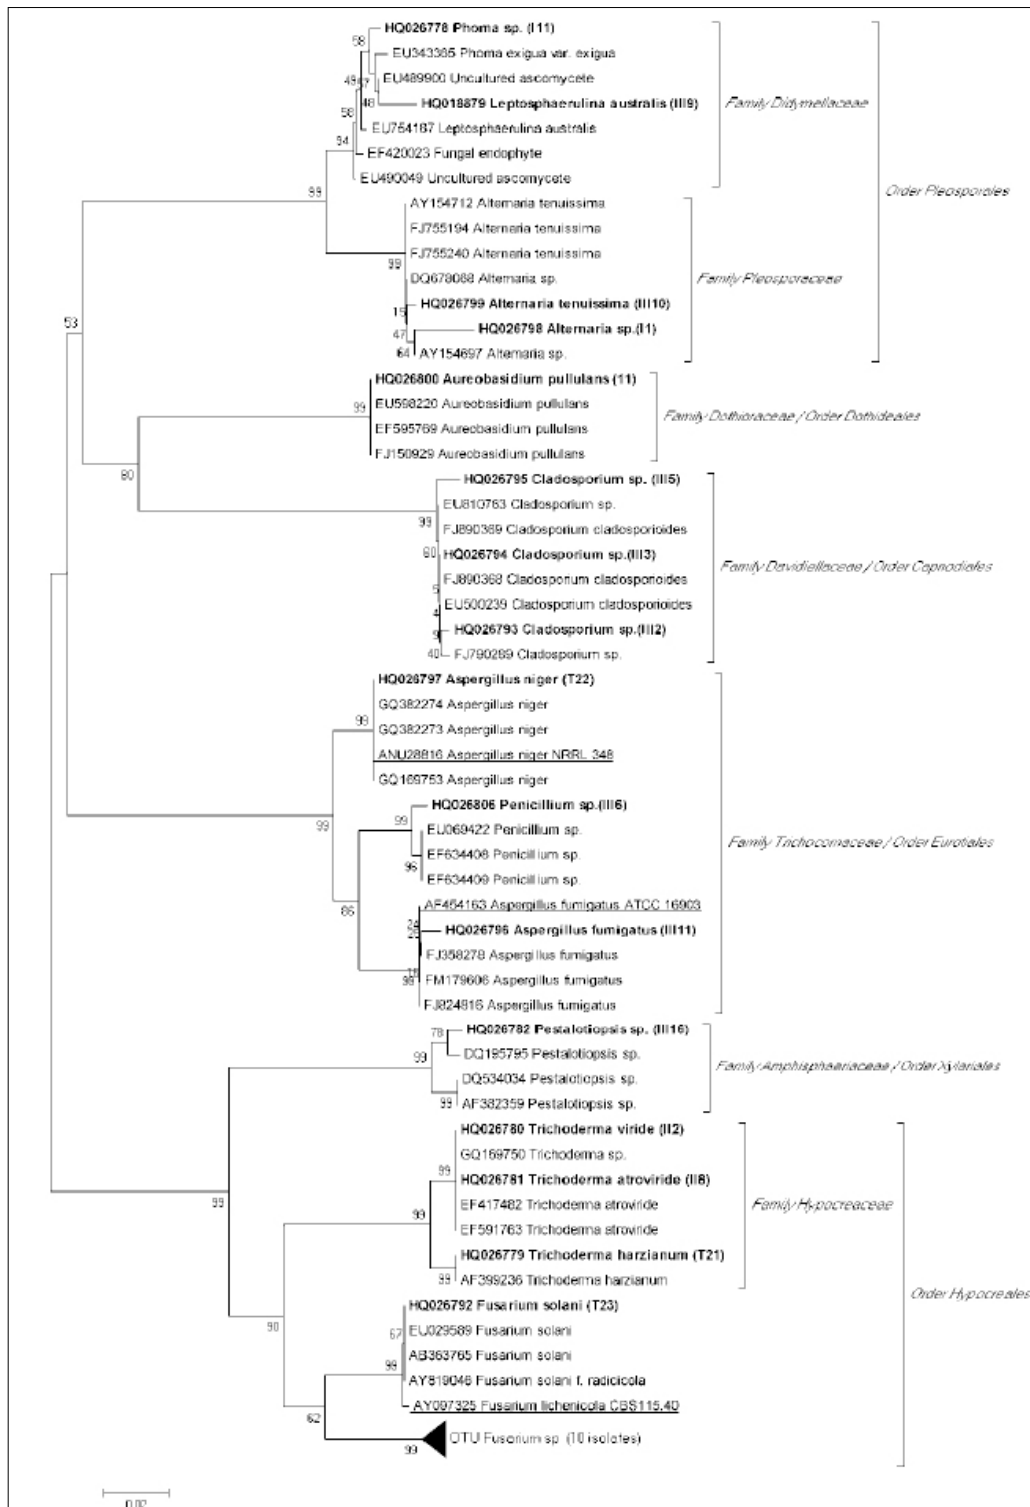 HQ026778 Phoma sp. (I11)
58
EU343365 Phoma exigua var. exigua
EU489900 Uncultured ascomycete
49
48
HQ018879 Leptosphaerulina australis (III9)
Family Didymellaceae
58
EU754187 Leptosphaerulina australis
94
EF420023 Fungal endophyte
EU490049 Uncultured ascomycete
99
Order Pleosporales
AY154712 Alternaria tenuissima
FJ755194 Alternaria tenuissima
FJ755240 Alternaria tenuissima
99
DQ678068 Alternaria sp.
Family Pleosporaceae
HQ026799 Alternaria tenuissima (III10)
15
53
HQ026798 Alternaria sp.(I1)
47
64
AY154697 Alternaria sp.
HQ026800 Aureobasidium pullulans (11)
99
EU598220 Aureobasidium pullulans
Family Dothioraceae / Order Dothideales
EF595769 Aureobasidium pullulans
FJ150929 Aureobasidium pullulans
80
HQ026795 Cladosporium sp. (III5)
EU810763 Cladosporium sp.
99
FJ890369 Cladosporium cladosporioides
60
HQ026794 Cladosporium sp.(III3)
Family Davidiellaceae / Order Capnodiales
FJ890368 Cladosporium cladosporioides
5
EU500239 Cladosporium cladosporioides
4
HQ026793 Cladosporium sp.(III2)
9
40
FJ790289 Cladosporium sp.
HQ026797 Aspergillus niger (T22)
GQ382274 Aspergillus niger
99
GQ382273 Aspergillus niger
ANU28816 Aspergillus niger NRRL 348
GQ169753 Aspergillus niger
HQ026806 Penicillium sp.(III6)
99
99
EU069422 Penicillium sp.
Family Trichocomaceae / Order Eurotiales
EF634408 Penicillium sp.
96
EF634409 Penicillium sp.
86
AF454163 Aspergillus fumigatus ATCC 16903
24
HQ026796 Aspergillus fumigatus (III11)
FJ358278 Aspergillus fumigatus
99
FM179606 Aspergillus fumigatus
FJ824816 Aspergillus fumigatus
78
HQ026782 Pestalotiopsis sp. (III16)
99
DQ195795 Pestalotiopsis sp.
Family Amphisphaeriaceae / Order Xylariales
DQ534034 Pestalotiopsis sp.
99
AF382359 Pestalotiopsis sp.
HQ026780 Trichoderma viride (II2)
GQ169750 Trichoderma sp.
99
HQ026781 Trichoderma atroviride (II8)
99
EF417482 Trichoderma atroviride
Family Hypocreaceae
99
EF591763 Trichoderma atroviride
HQ026779 Trichoderma harzianum (T21)
99
AF399236 Trichoderma harzianum
Order Hypocreales
HQ026792 Fusarium solani (T23)
90
67
EU029589 Fusarium solani
AB363765 Fusarium solani
99
AY819046 Fusarium solani f. radicicola
AY097325 Fusarium lichenicola CBS115.40
62
OTU Fusarium sp (10 isolates)
99
0.02